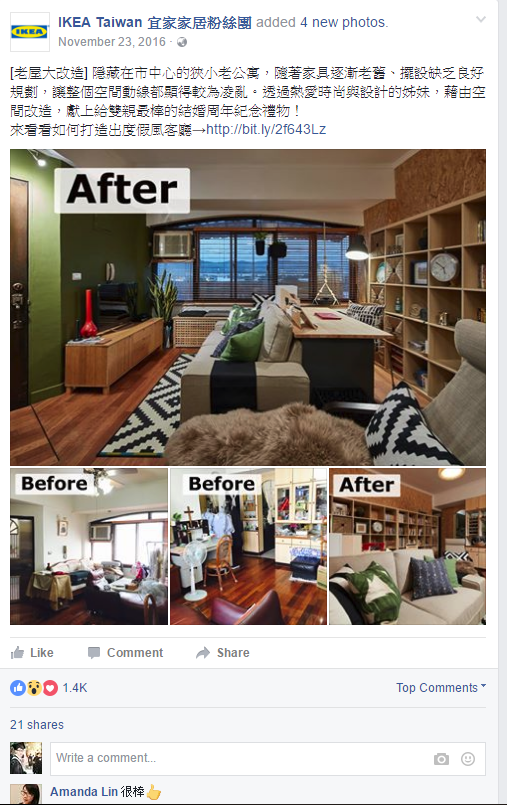 IKEA
IKEA Taiwan 宜家家居粉絲團 added 4 new photos.
November 23, 2016 ·
[老屋大改造] 隱藏在市中心的狹小老公寓，隨著家具逐漸老舊、擺設缺乏良好
規劃，讓整個空間動線都顯得較為凌亂。透過熱愛時尚與設計的姊妹，藉由空
間改造，獻上給雙親最棒的結婚周年紀念禮物！
來看看如何打造出度假風客廳→http://bit.ly/2f643Lz
After
Before
Before
After
Like
Comment
Share
1.4K
Top Comments
21 shares
Write a comment...
Amanda Lin 很棒👍